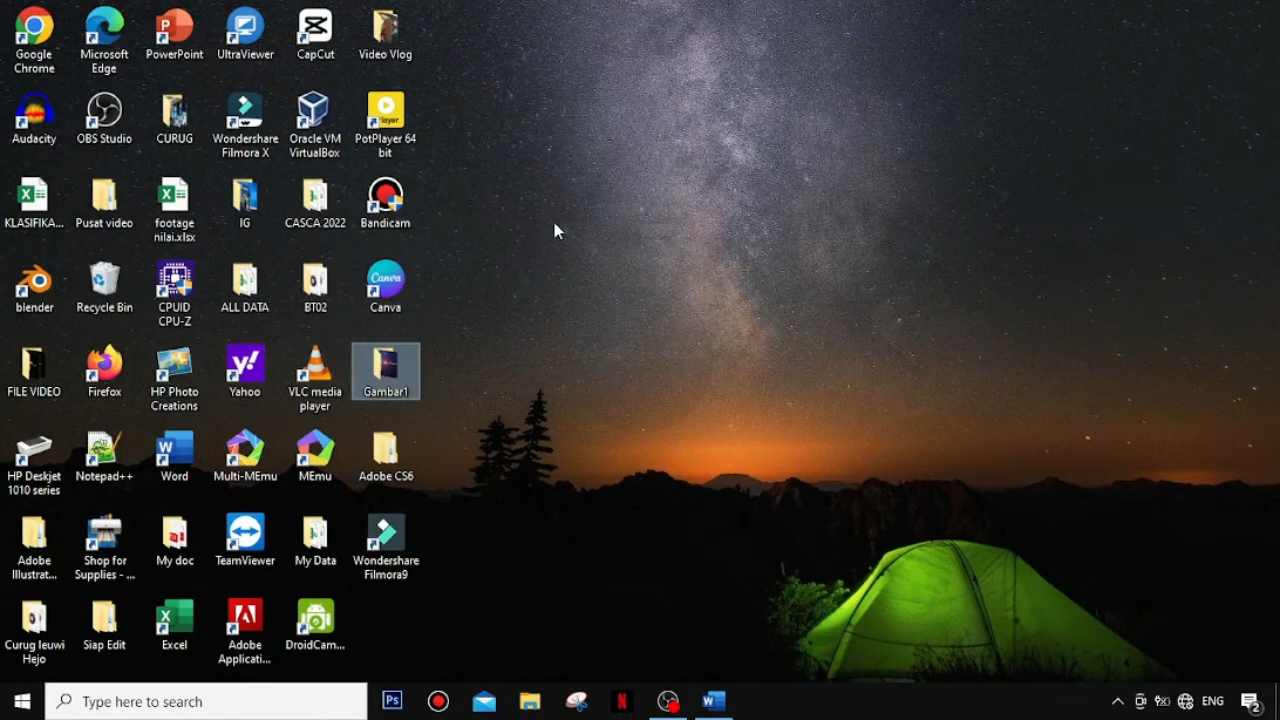 Google
Chrome
Microsoft
Edge
PowerPoint
UltraViewer
CapCut
Video Vlog
Audacity
OBS Studio
CURUG
Wondershare
Filmora X
Oracle VM
VirtualBox
Player
PotPlayer 64
bit
KLASIFIKA...
Pusat video
footage
nilai.xlsx
IG
CASCA 2022
Bandicam
blender
Recycle Bin
CPUID
CPU-Z
ALL DATA
BT02
Canva
Canva
FILE VIDEO
Firefox
HP Photo
Creations
Yahoo
VLC media
player
Gambar1
HP Deskjet
1010 series
Notepad++
Word
Multi-MEmu
MEmu
Adobe CS6
Adobe
Illustrat...
Shop for
Supplies - ...
My doc
TeamViewer
My Data
Wondershare
Filmora9
Curug leuwi
Hejo
Siap Edit
Excel
Adobe
Applicati...
DroidCam...
Type here to search
Ps
N
W
ENG
2